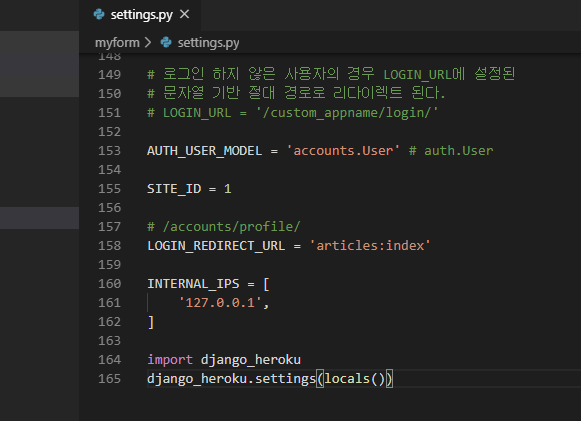 settings.py ×
myform > settings.py
148
149 # 로그인 하지 않은 사용자의 경우 LOGIN_URL에 설정된
150 # 문자열 기반 절대 경로로 리다이렉트 된다.
151 # LOGIN_URL = '/custom_appname/login/'
152
153 AUTH_USER_MODEL = 'accounts.User' # auth.User
154
155 SITE_ID = 1
156
157 # /accounts/profile/
158 LOGIN_REDIRECT_URL = 'articles:index'
159
160 INTERNAL_IPS = [
161     '127.0.0.1',
162 ]
163
164 import django_heroku
165 django_heroku.settings(locals())